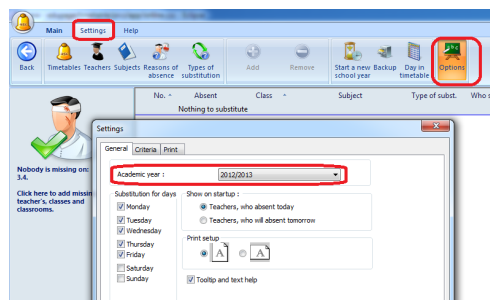 Main Settings Help
Back Timetables Teachers Subjects Reasons of absence Types of substitution Add Remove Start a new school year Backup Day in timetable Options
No. Absent Class Subject Type of subst. Who s
Nothing to substitute
Nobody is missing on:
3.4.
Click here to add missin
teacher's, classes and
classrooms.
Settings
General Criteria Print
Academic year : 2012/2013
Substitution for days
Monday
Tuesday
Wednesday
Thursday
Friday
Saturday
Sunday
Show on startup :
Teachers, who absent today
Teachers, who will absent tomorrow
Print setup
A A
Tooltip and text help